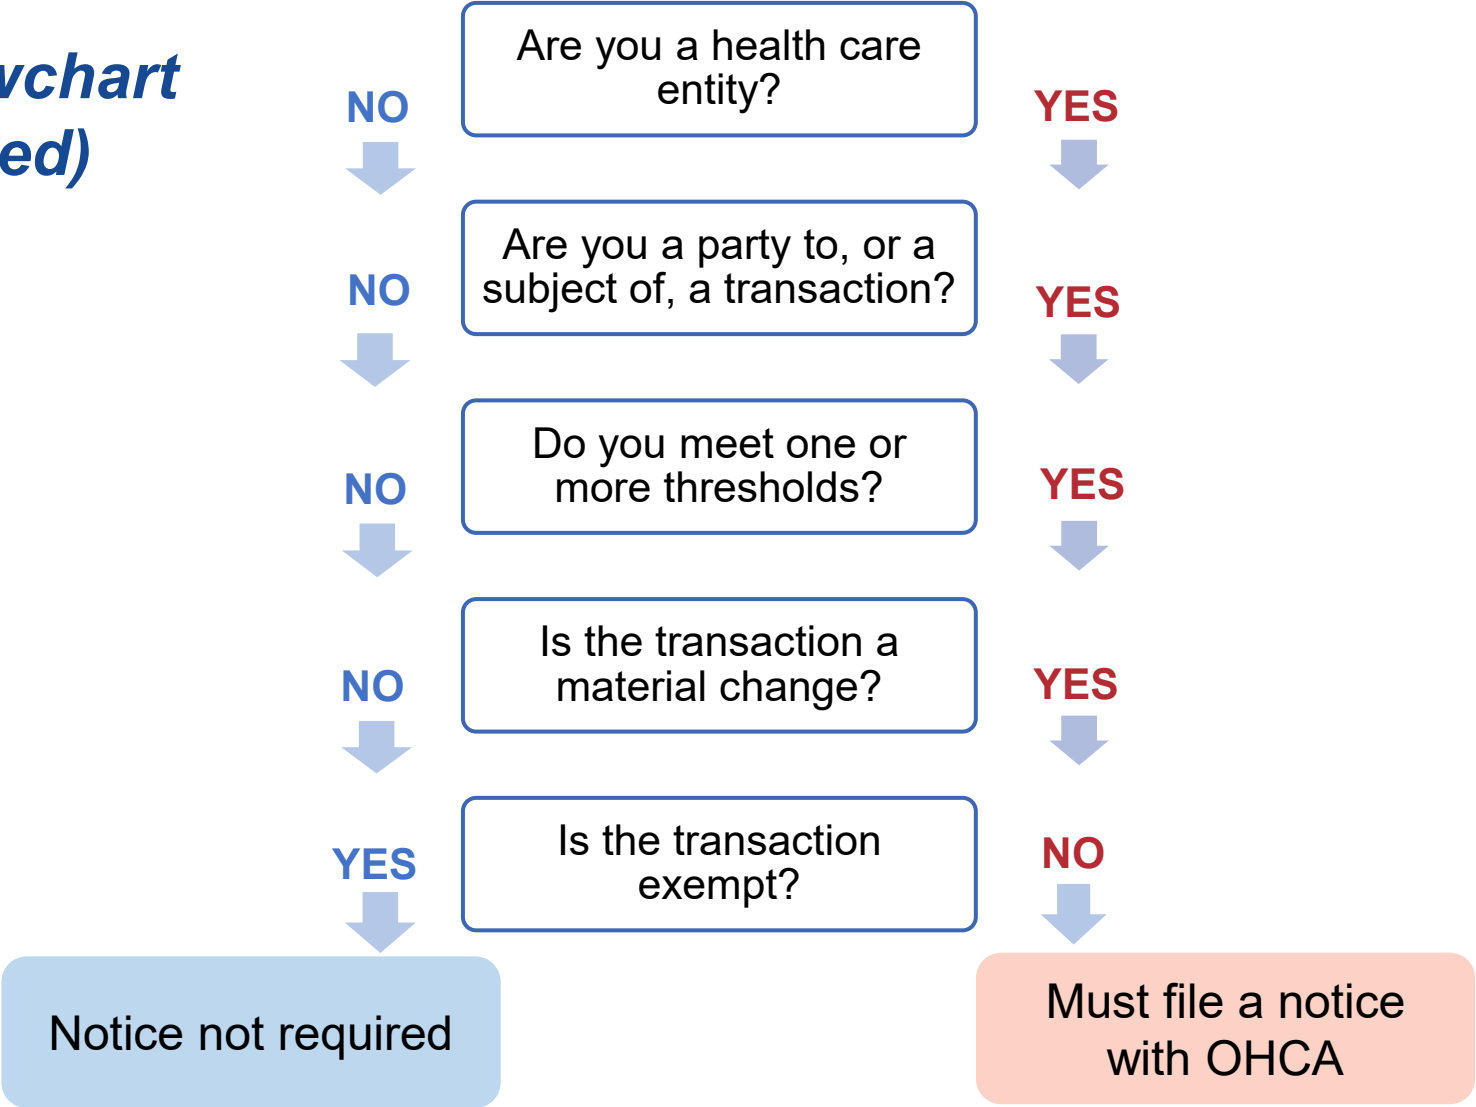 Are you a health care
entity?
NO
YES
Are you a party to, or a
subject of, a transaction?
NO
YES
Do you meet one or
more thresholds?
NO
YES
Is the transaction a
material change?
NO
YES
Is the transaction
exempt?
YES
NO
Notice not required
Must file a notice
with OHCA